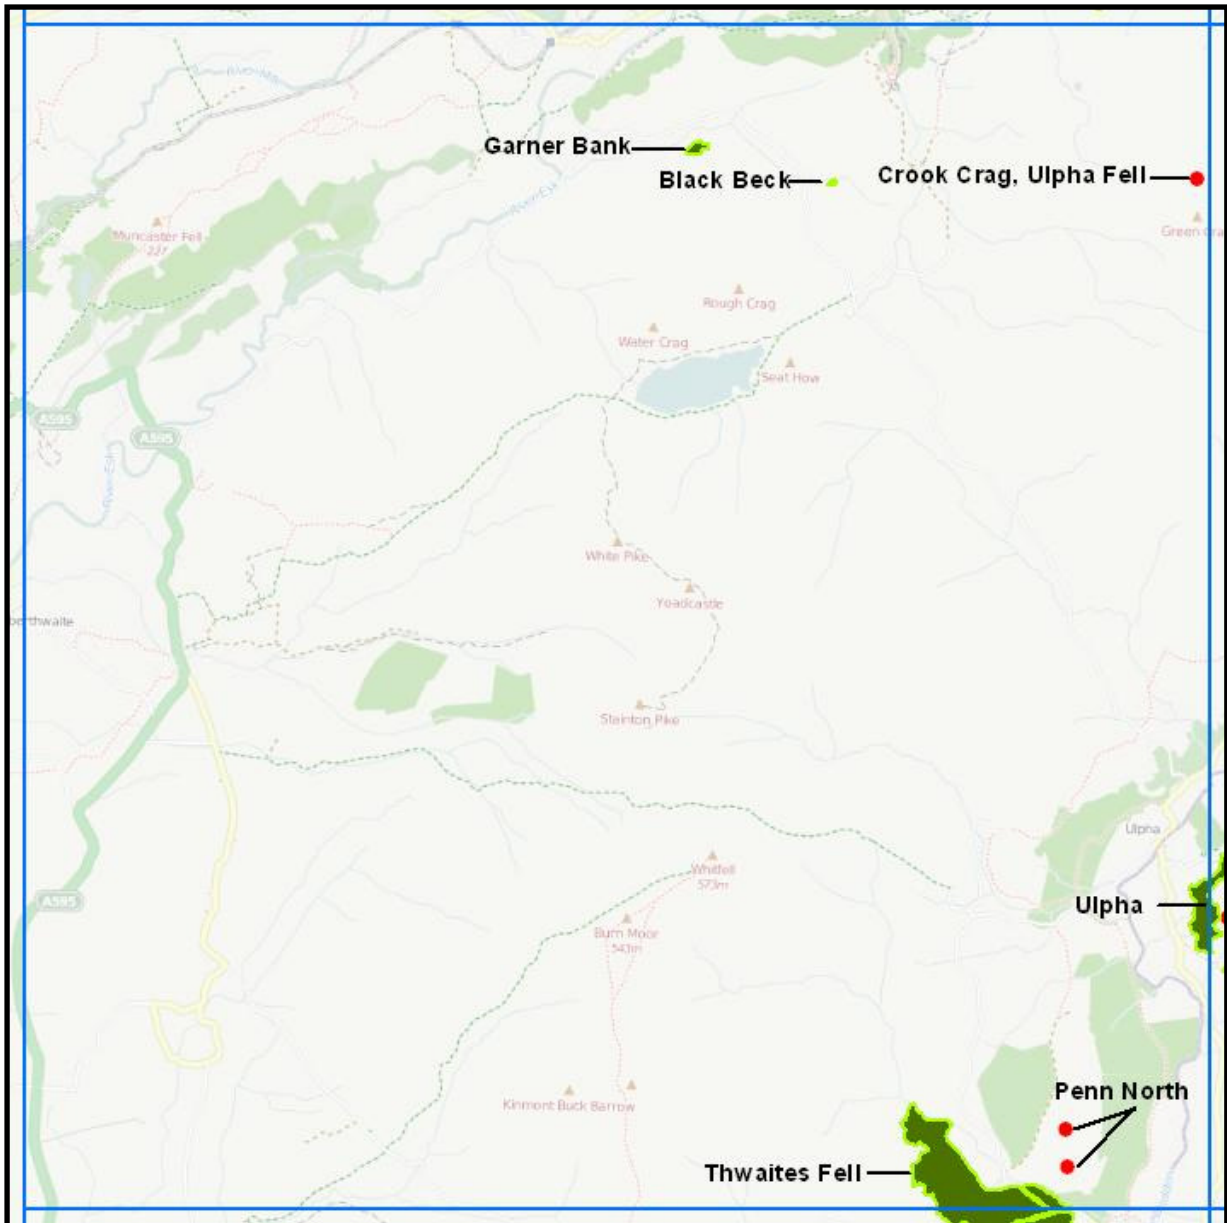 Garner Bank
Black Beck
Crook Crag, Ulpha Fell
Muncaster Fell
227
Rough Crag
Water Crag
Seat How
A595
A595
White Pike
Yoadcastle
Stainton Pike
Ulpha
Whitfell
573m
Ulpha
A595
Burn Moor
543m
Penn North
Kinmont Buck Barrow
Thwaites Fell